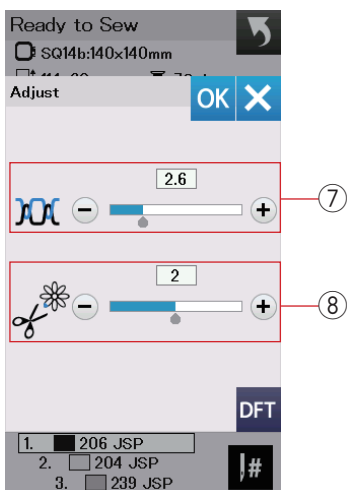 Ready to Sew
SQ14b:140x140mm
Adjust
OK
2.6
⑦
2
⑧
DFT
1. 206 JSP
2. 204 JSP
3. 239 JSP
#